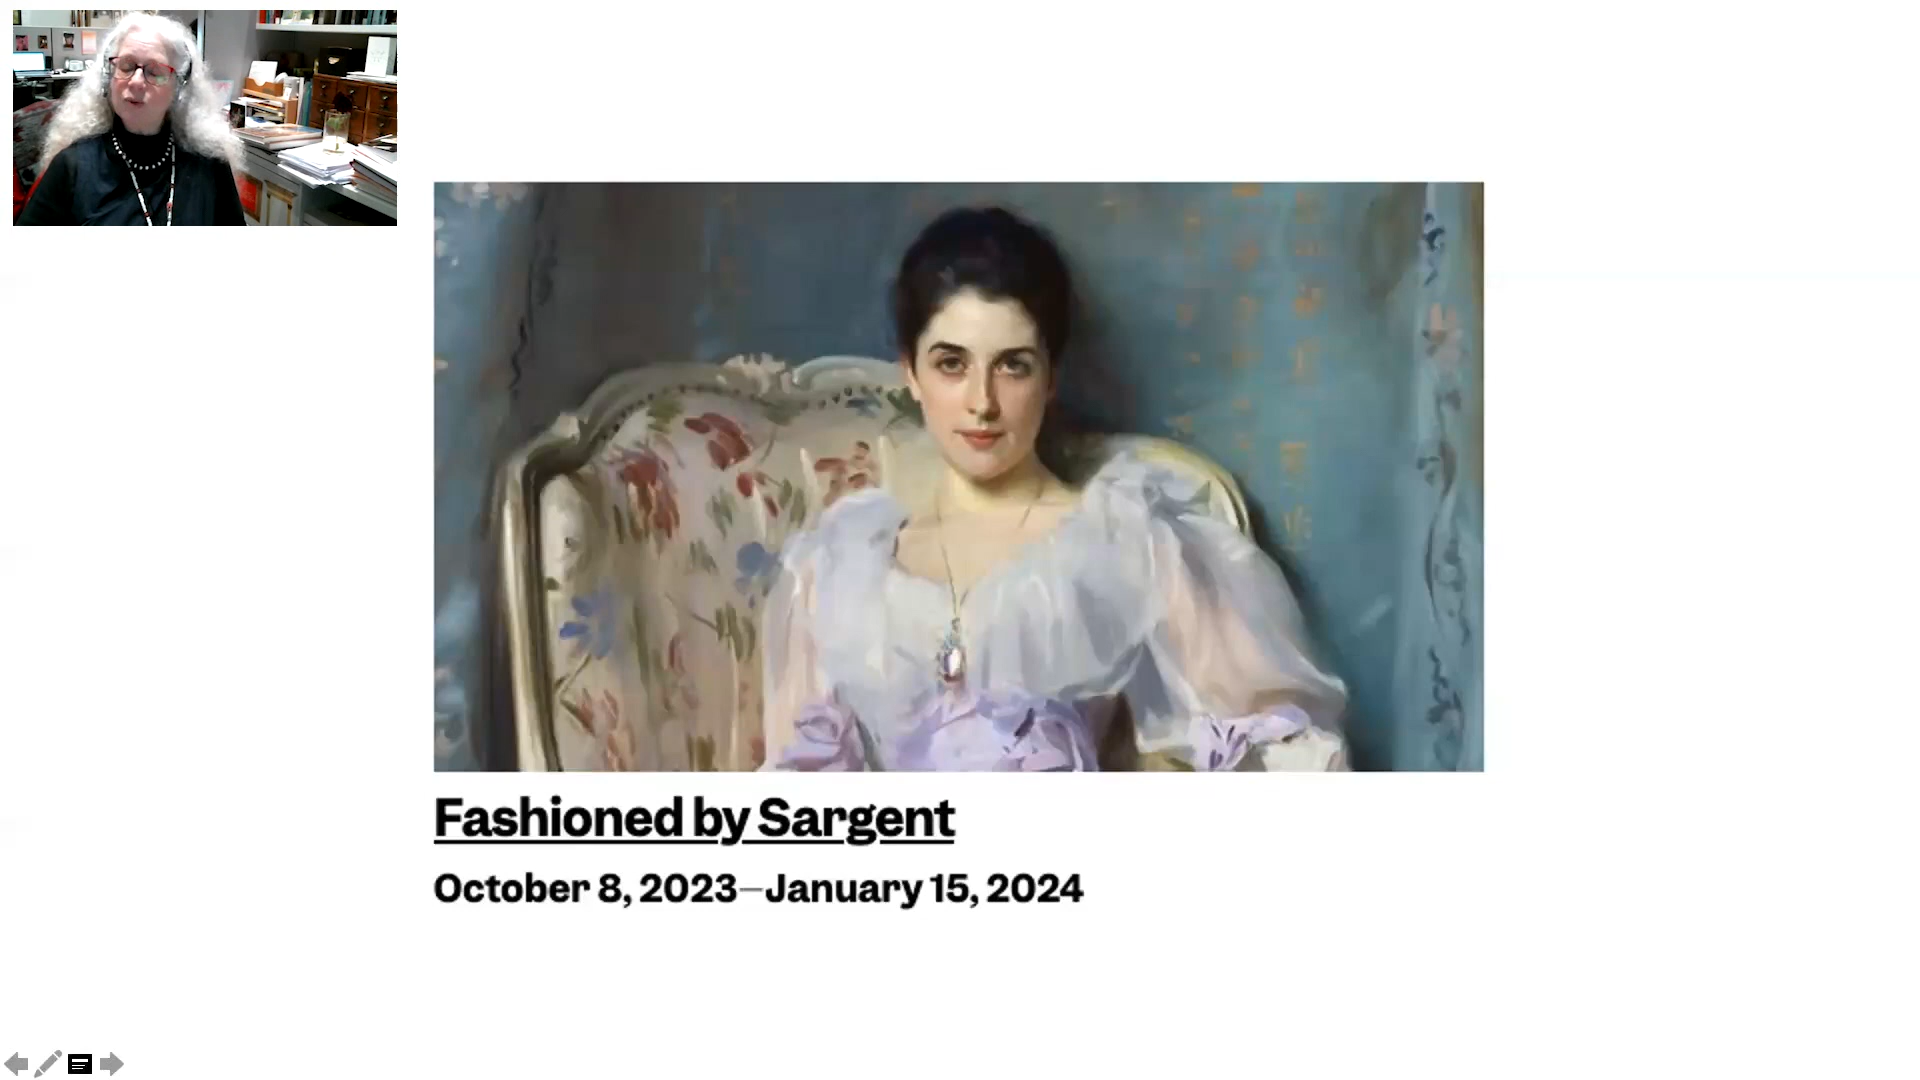 Fashioned by Sargent
October 8, 2023—January 15, 2024